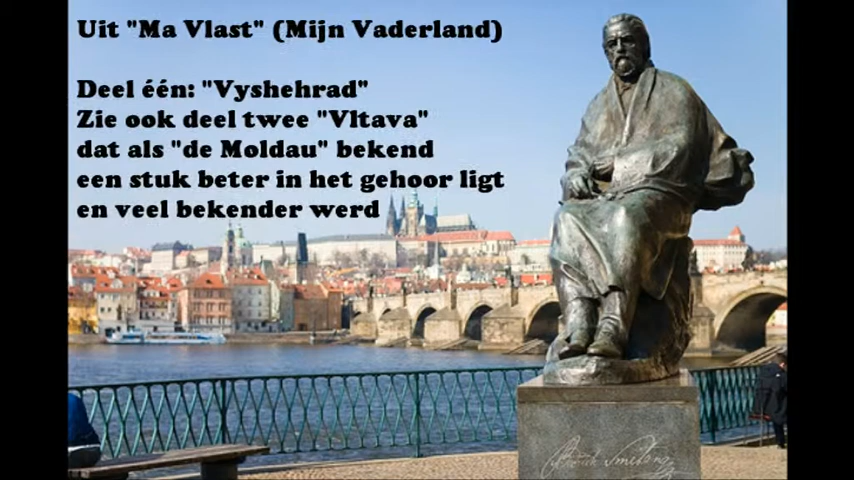 Uit "Ma Vlast" (Mijn Vaderland)
Deel één: "Vyshehrad"
Zie ook deel twee "Vltava"
dat als "de Moldau" bekend
een stuk beter in het gehoor ligt
en veel bekender werd